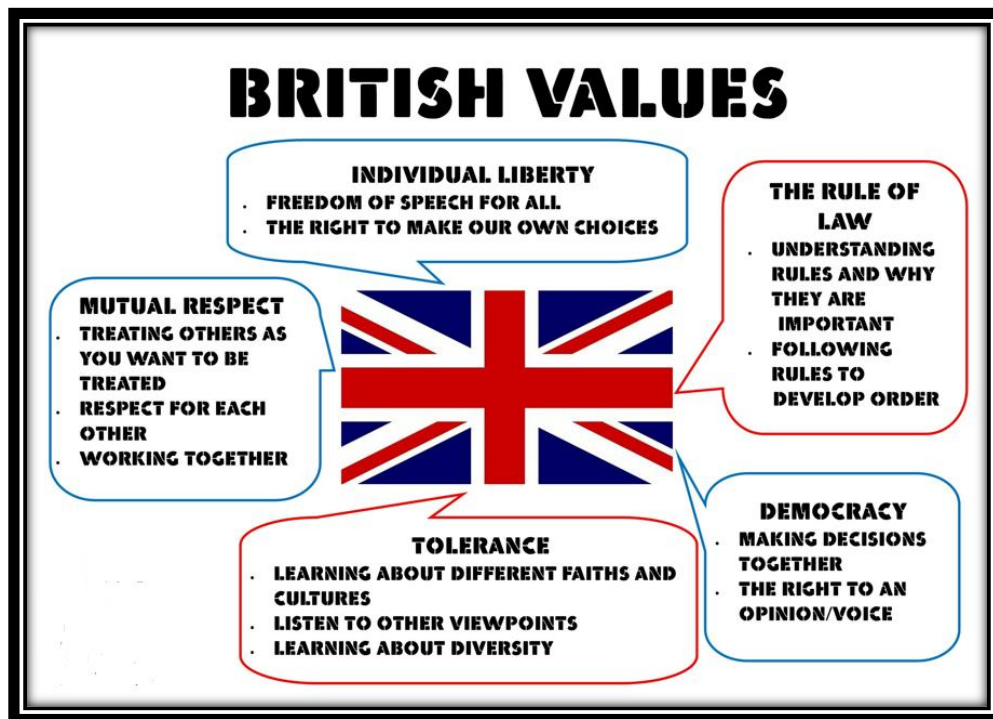 BRITISH VALUES
INDIVIDUAL LIBERTY
. FREEDOM OF SPEECH FOR ALL
. THE RIGHT TO MAKE OUR OWN CHOICES
THE RULE OF
LAW
. UNDERSTANDING
RULES AND WHY
THEY ARE
IMPORTANT
. FOLLOWING
RULES TO
DEVELOP ORDER
MUTUAL RESPECT
. TREATING OTHERS AS
YOU WANT TO BE
TREATED
. RESPECT FOR EACH
OTHER
. WORKING TOGETHER
TOLERANCE
. LEARNING ABOUT DIFFERENT FAITHS AND
CULTURES
. LISTEN TO OTHER VIEWPOINTS
. LEARNING ABOUT DIVERSITY
DEMOCRACY
. MAKING DECISIONS
TOGETHER
. THE RIGHT TO AN
OPINION/VOICE